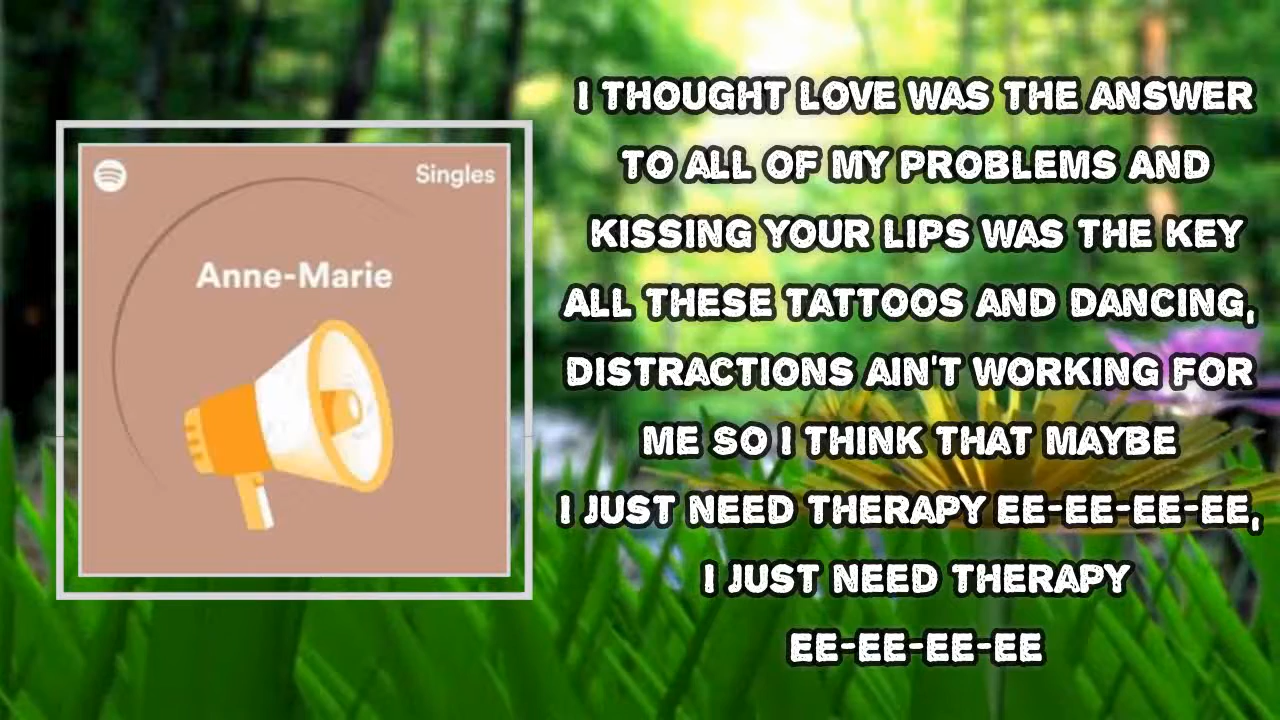 Singles
Anne-Marie
I THOUGHT LOVE WAS THE ANSWER
TO ALL OF MY PROBLEMS AND
KISSING YOUR LIPS WAS THE KEY
ALL THESE TATTOOS AND DANCING,
DISTRACTIONS AIN'T WORKING FOR
ME SO I THINK THAT MAYBE
I JUST NEED THERAPY EE-EE-EE-EE,
I JUST NEED THERAPY
EE-EE-EE-EE